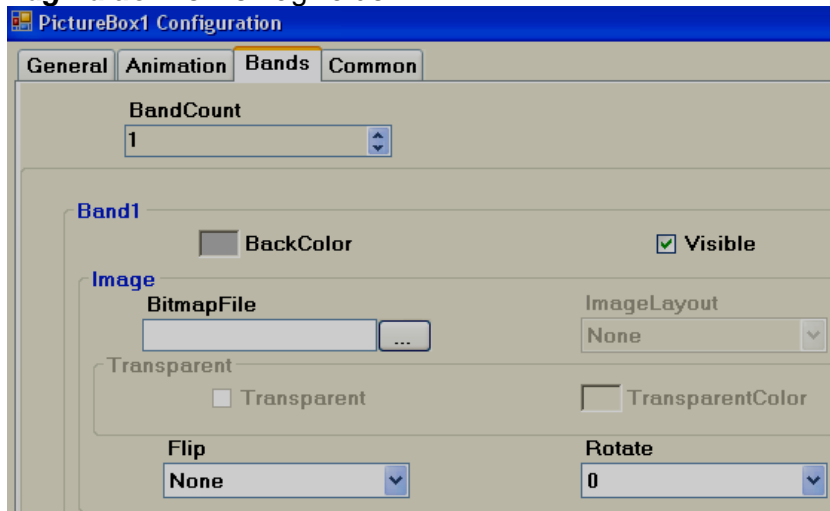 PictureBox1 Configuration
General Animation Bands Common
BandCount
1
Band1
BackColor Visible
Image
BitmapFile ImageLayout
... None
Transparent
Transparent TransparentColor
Flip Rotate
None 0